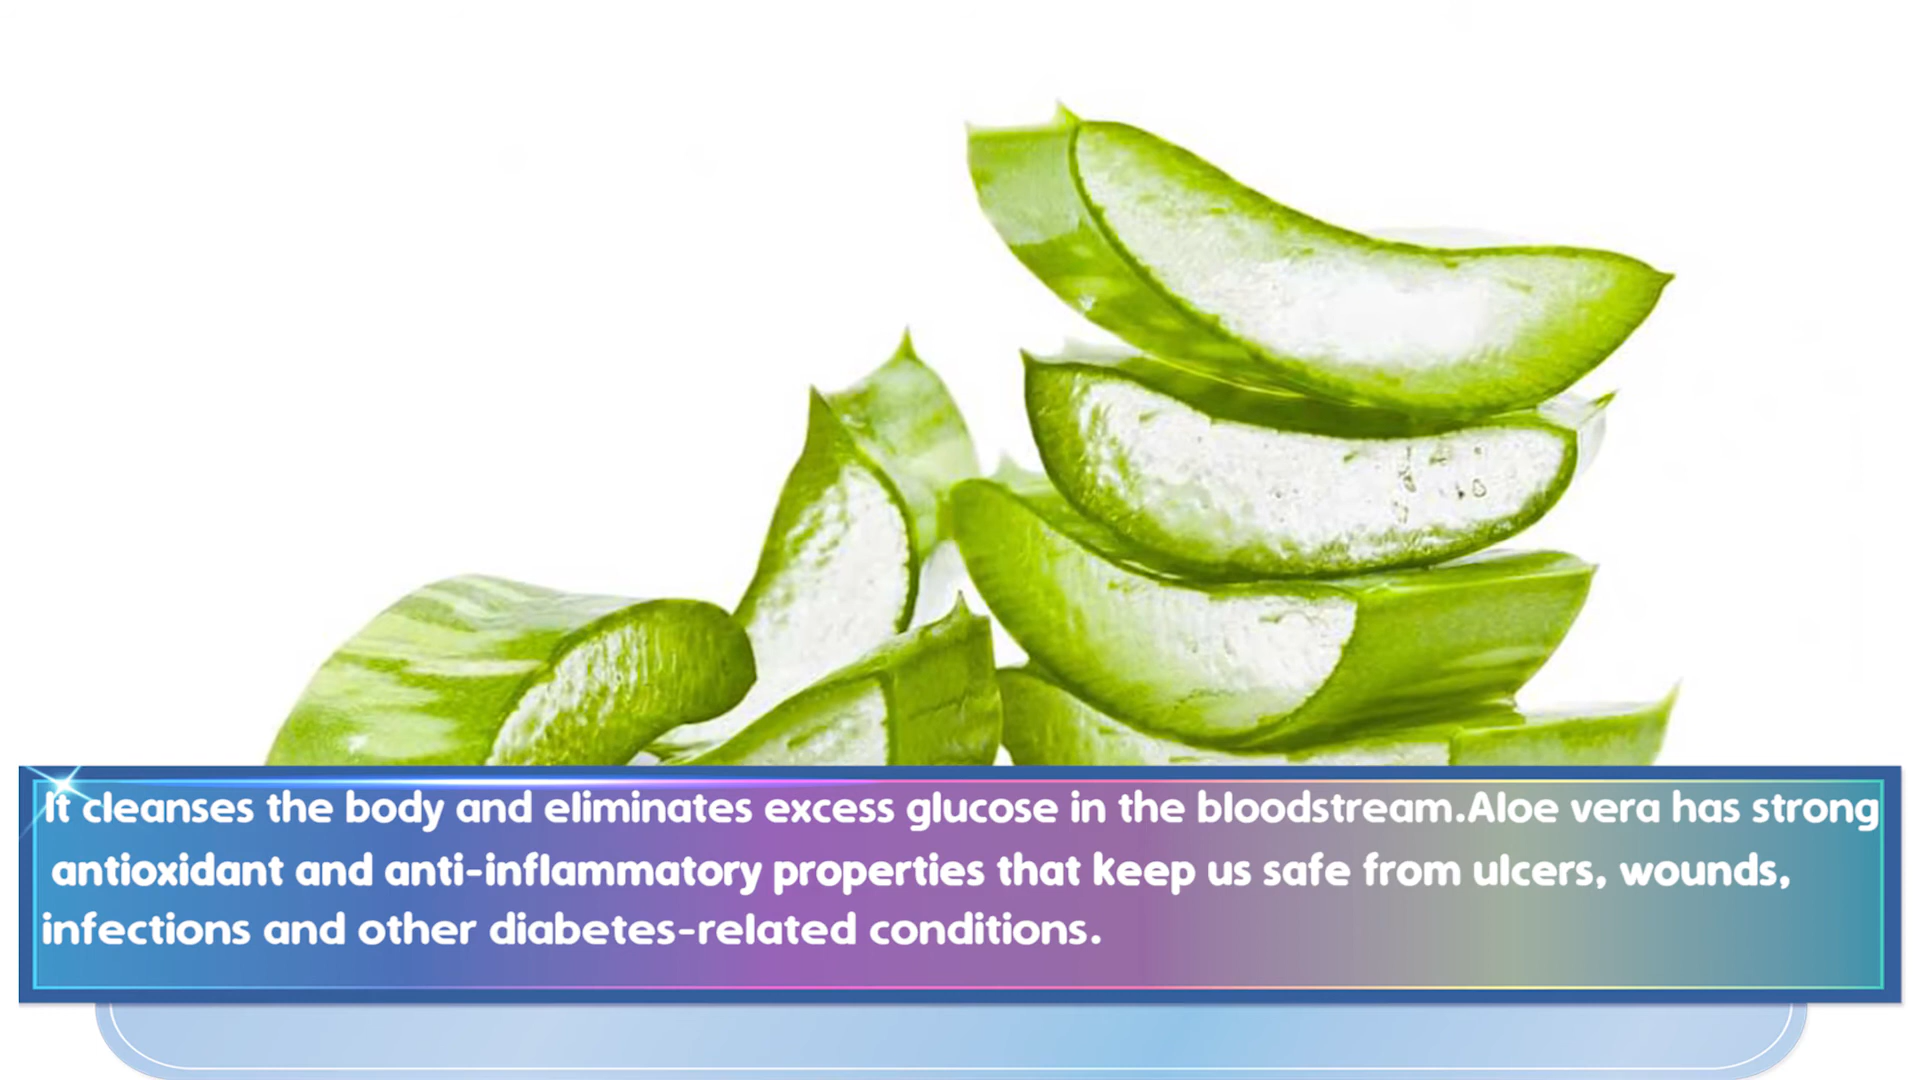 It cleanses the body and eliminates excess glucose in the bloodstream.Aloe vera has strong
antioxidant and anti-inflammatory properties that keep us safe from ulcers, wounds,
infections and other diabetes-related conditions.